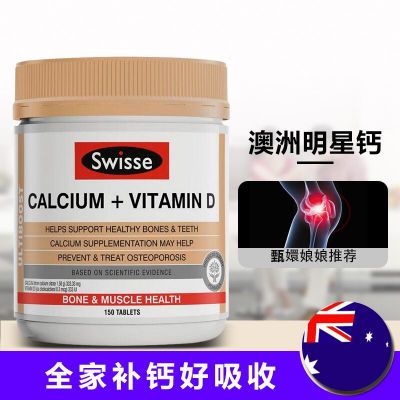 Swisse
ULTIBOOST
CALCIUM + VITAMIN D
HELPS SUPPORT HEALTHY BONES & TEETH
CALCIUM SUPPLEMENTATION MAY HELP
PREVENT & TREAT OSTEOPOROSIS
BASED ON SCIENTIFIC EVIDENCE
BONE & MUSCLE HEALTH
150 TABLETS
澳洲明星钙
甄嬛娘娘推荐
全家补钙好吸收